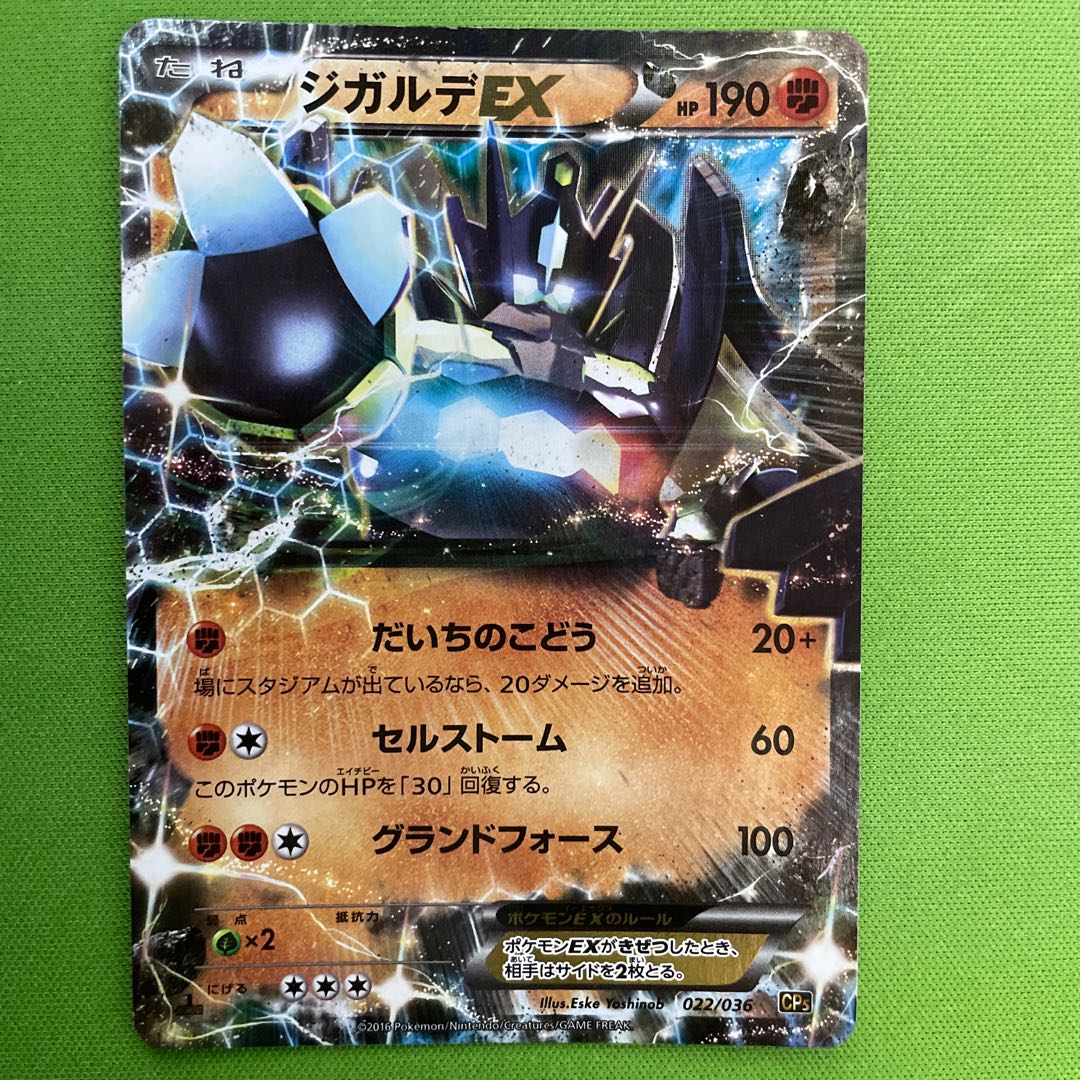 たね ジガルデEX HP190
だいちのこどう 20+
場にスタジアムが出ているなら、20ダメージを追加。
セルストーム 60
このポケモンのHPを「30」回復する。
グランドフォース 100
弱点 抵抗力
×2
にげる
ポケモンEXのルール
ポケモンEXがきぜつしたとき、
相手はサイドを2枚とる。
Illus.Eske Yoshinob 022/036 CP5
©2016 Pokémon/Nintendo/Creatures/GAME FREAK.